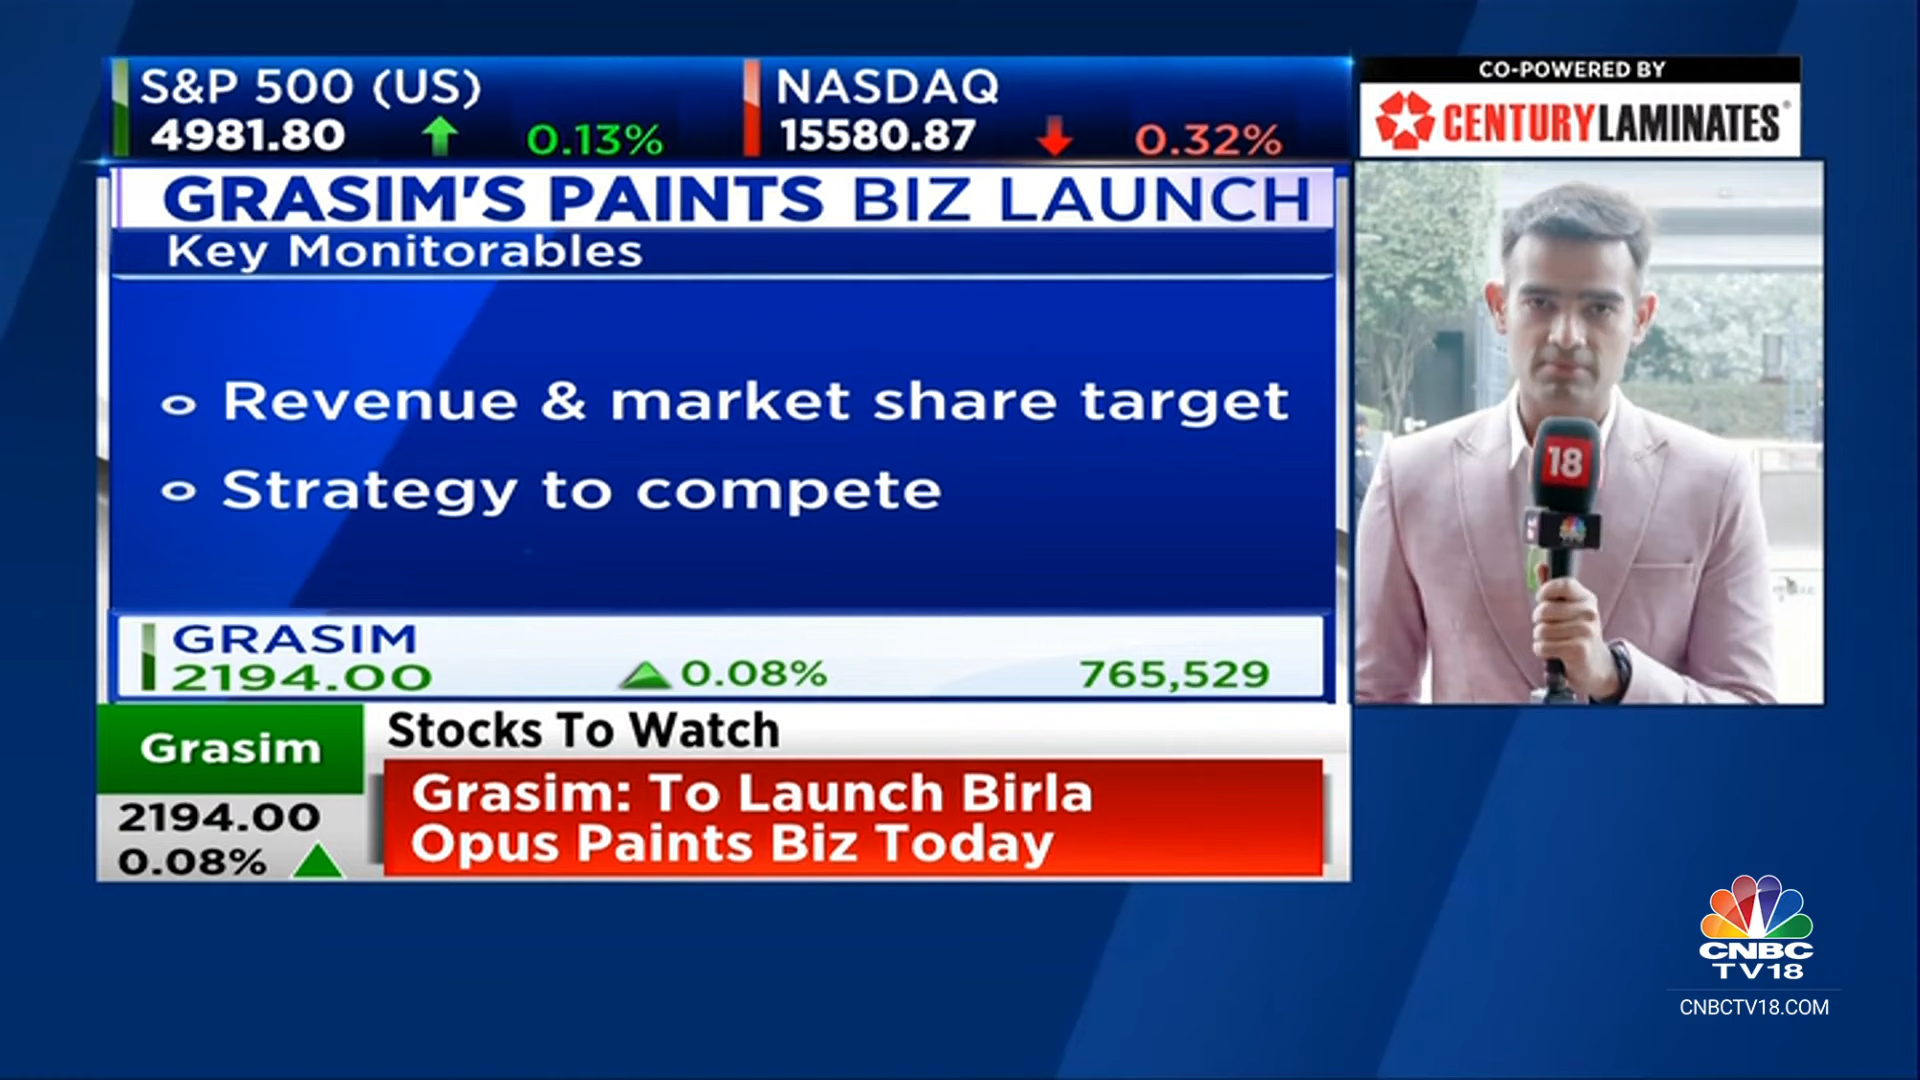 S&P 500 (US)
4981.80 0.13%
NASDAQ
15580.87 0.32%
CO-POWERED BY
CENTURYLAMINATES®
GRASIM'S PAINTS BIZ LAUNCH
Key Monitorables
Revenue & market share target
Strategy to compete
18
GRASIM
2194.00 0.08% 765,529
Grasim
2194.00
0.08%
Stocks To Watch
Grasim: To Launch Birla
Opus Paints Biz Today
CNBC
TV18
CNBCTV18.COM